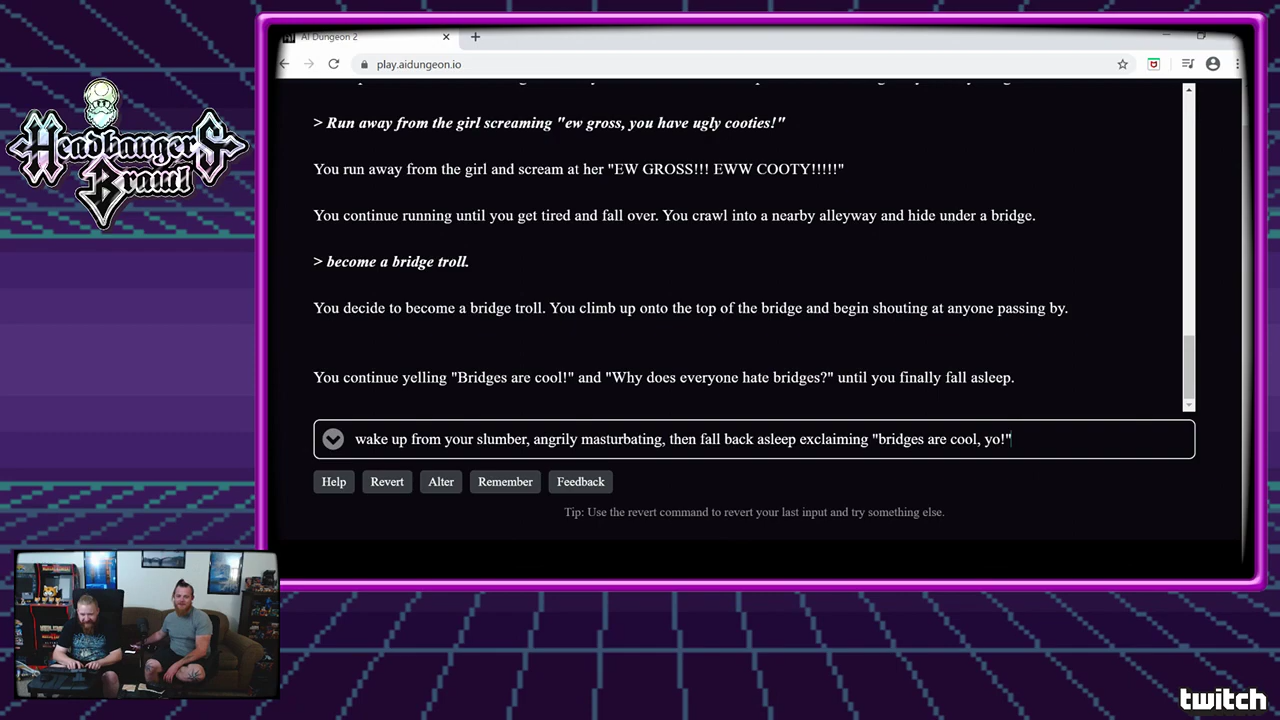 AI Dungeon 2
play.aidungeon.io
HeadbangerS
Brawl
> Run away from the girl screaming "ew gross, you have ugly cooties!"
You run away from the girl and scream at her "EW GROSS!!! EWW COOTY!!!!!"
You continue running until you get tired and fall over. You crawl into a nearby alleyway and hide under a bridge.
> become a bridge troll.
You decide to become a bridge troll. You climb up onto the top of the bridge and begin shouting at anyone passing by.
You continue yelling "Bridges are cool!" and "Why does everyone hate bridges?" until you finally fall asleep.
wake up from your slumber, angrily masturbating, then fall back asleep exclaiming "bridges are cool, yo!"
Help Revert Alter Remember Feedback
Tip: Use the revert command to revert your last input and try something else.
twitch